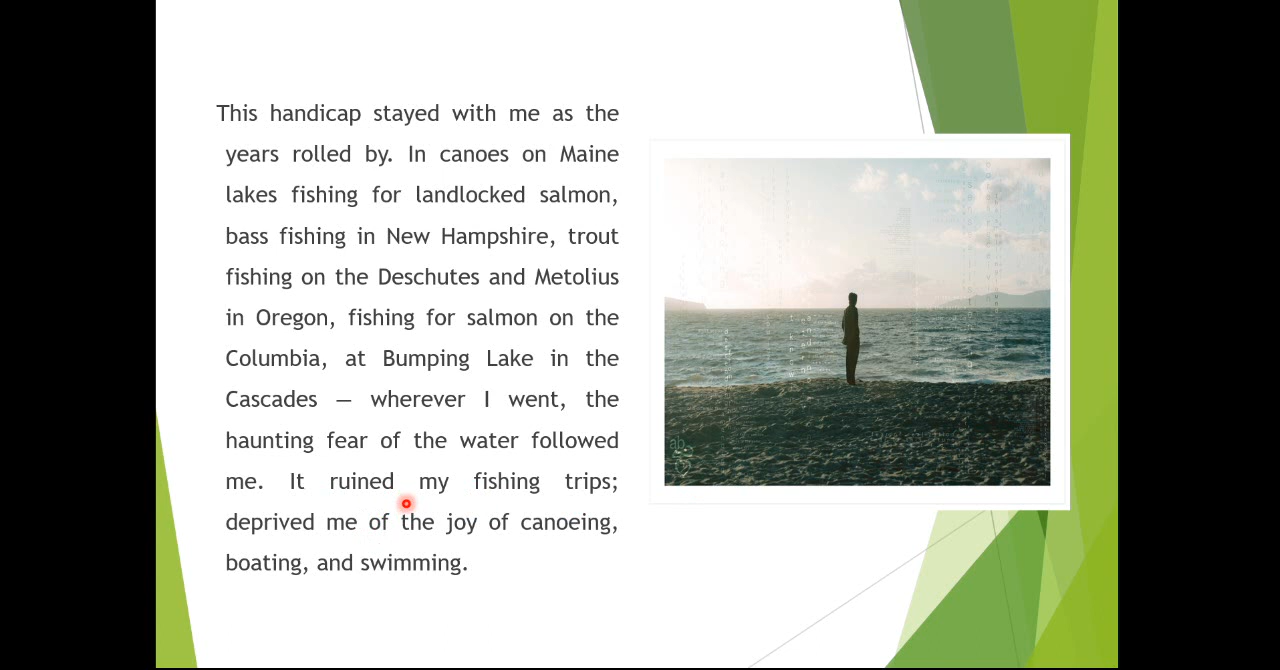 This handicap stayed with me as the
years rolled by. In canoes on Maine
lakes fishing for landlocked salmon,
bass fishing in New Hampshire, trout
fishing on the Deschutes and Metolius
in Oregon, fishing for salmon on the
Columbia, at Bumping Lake in the
Cascades — wherever I went, the
haunting fear of the water followed
me. It ruined my fishing trips;
deprived me of the joy of canoeing,
boating, and swimming.
ab